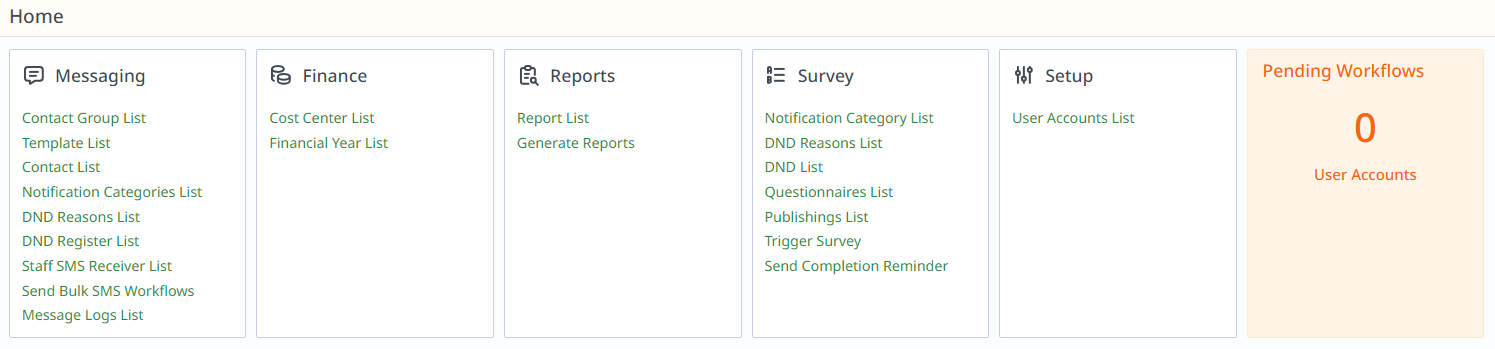 Home
Messaging
Contact Group List
Template List
Contact List
Notification Categories List
DND Reasons List
DND Register List
Staff SMS Receiver List
Send Bulk SMS Workflows
Message Logs List
Finance
Cost Center List
Financial Year List
Reports
Report List
Generate Reports
Survey
Notification Category List
DND Reasons List
DND List
Questionnaires List
Publishings List
Trigger Survey
Send Completion Reminder
Setup
User Accounts List
Pending Workflows
0
User Accounts